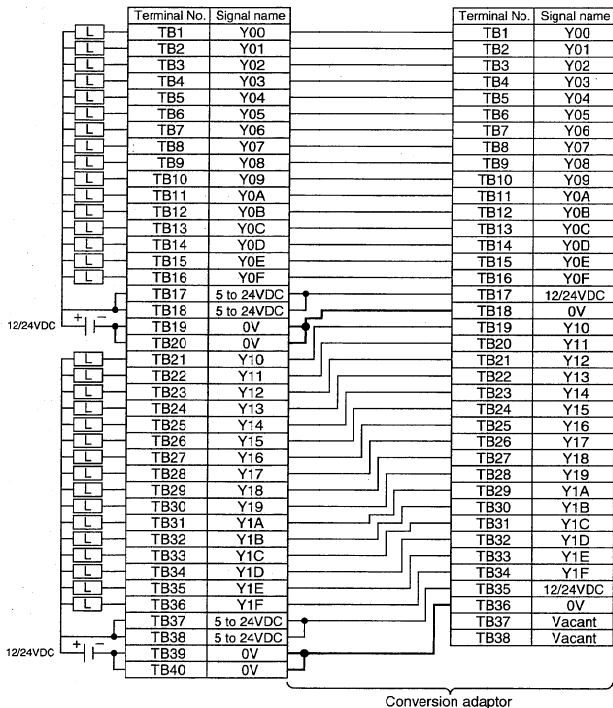 Terminal No. Signal name Terminal No. Signal name
L TB1 Y00 TB1 Y00
L TB2 Y01 TB2 Y01
L TB3 Y02 TB3 Y02
L TB4 Y03 TB4 Y03
L TB5 Y04 TB5 Y04
L TB6 Y05 TB6 Y05
L TB7 Y06 TB7 Y06
L TB8 Y07 TB8 Y07
L TB9 Y08 TB9 Y08
L TB10 Y09 TB10 Y09
L TB11 Y0A TB11 Y0A
L TB12 Y0B TB12 Y0B
L TB13 Y0C TB13 Y0C
L TB14 Y0D TB14 Y0D
L TB15 Y0E TB15 Y0E
L TB16 Y0F TB16 Y0F
TB17 5 to 24VDC TB17 12/24VDC
TB18 5 to 24VDC TB18 0V
12/24VDC + − TB19 0V TB19 Y10
TB20 0V TB20 Y11
L TB21 Y10 TB21 Y12
L TB22 Y11 TB22 Y13
L TB23 Y12 TB23 Y14
L TB24 Y13 TB24 Y15
L TB25 Y14 TB25 Y16
L TB26 Y15 TB26 Y17
L TB27 Y16 TB27 Y18
L TB28 Y17 TB28 Y19
L TB29 Y18 TB29 Y1A
L TB30 Y19 TB30 Y1B
L TB31 Y1A TB31 Y1C
L TB32 Y1B TB32 Y1D
L TB33 Y1C TB33 Y1E
L TB34 Y1D TB34 Y1F
L TB35 Y1E TB35 12/24VDC
L TB36 Y1F TB36 0V
TB37 5 to 24VDC TB37 Vacant
TB38 5 to 24VDC TB38 Vacant
12/24VDC + − TB39 0V
TB40 0V
Conversion adaptor